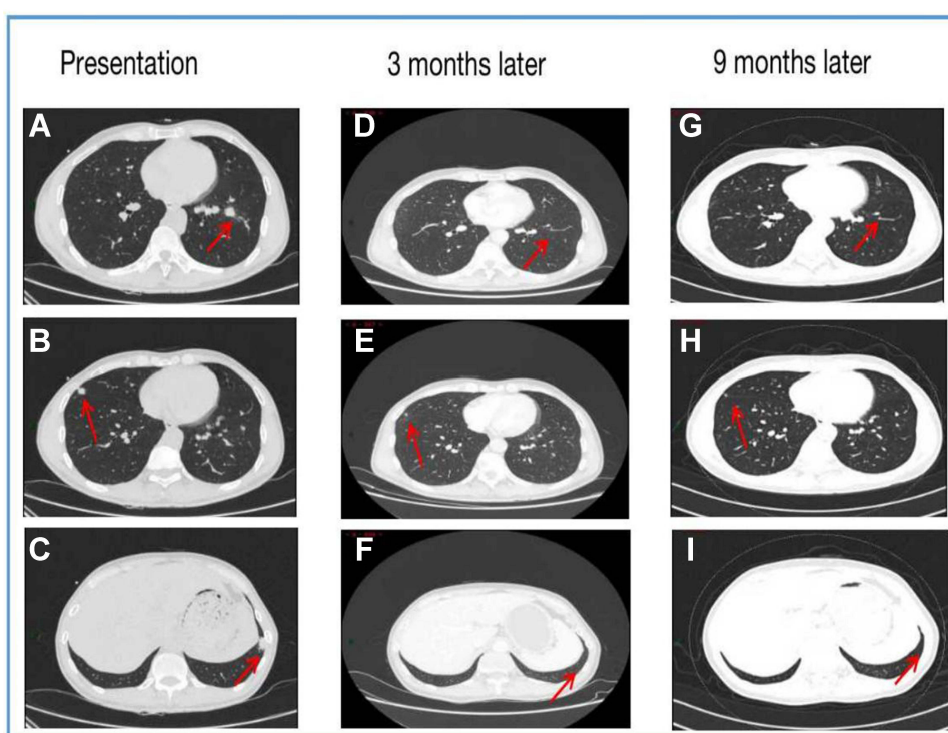 Presentation
3 months later
9 months later
A
D
G
B
E
H
C
F
I